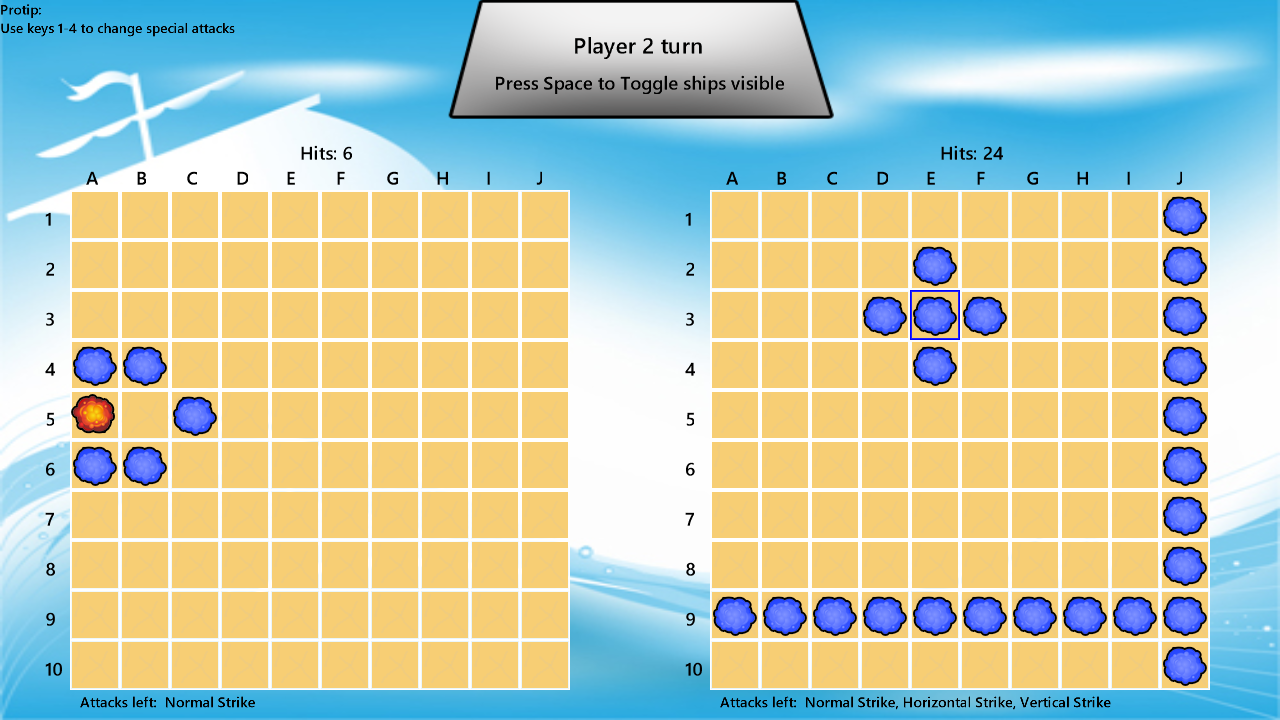 Protip:
Use keys 1-4 to change special attacks
Player 2 turn
Press Space to Toggle ships visible
Hits: 6
A B C D E F G H I J
1
2
3
4
5
6
7
8
9
10
Attacks left: Normal Strike
Hits: 24
A B C D E F G H I J
1
2
3
4
5
6
7
8
9
10
Attacks left: Normal Strike, Horizontal Strike, Vertical Strike